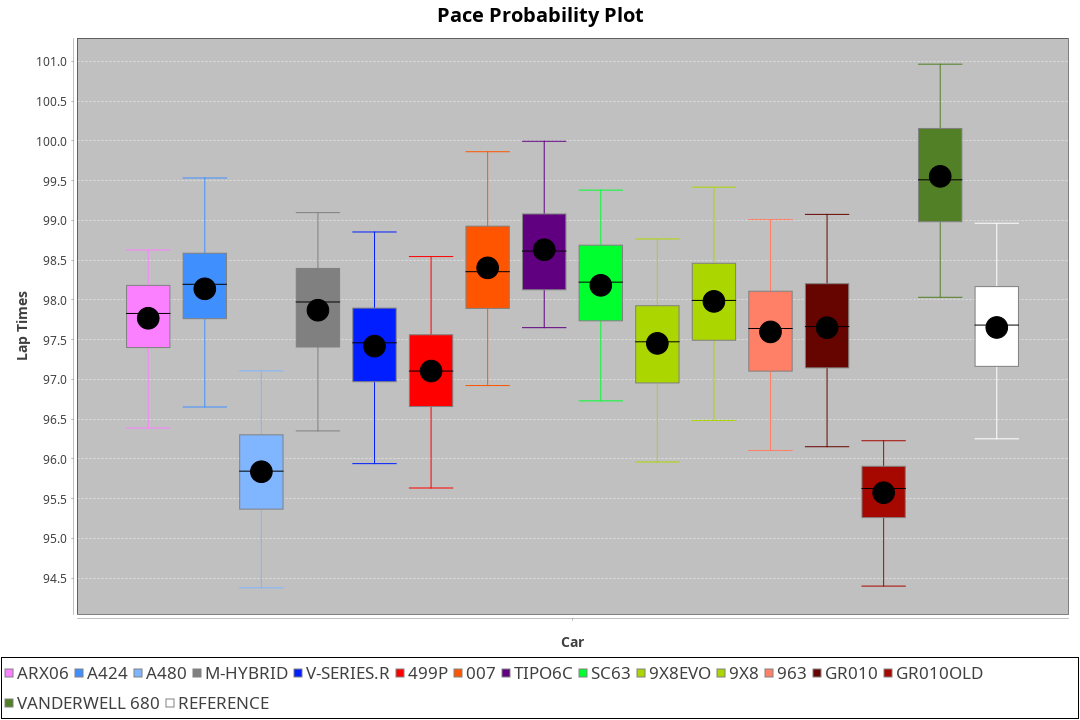 Pace Probability Plot
101.0
100.5
100.0
99.5
99.0
98.5
98.0
97.5
97.0
96.5
96.0
95.5
95.0
94.5
Lap Times
Car
ARX06 A424 A480 M-HYBRID V-SERIES.R 499P 007 TIPO6C SC63 9X8EVO 9X8 963 GR010 GR010OLD
VANDERWELL 680 REFERENCE